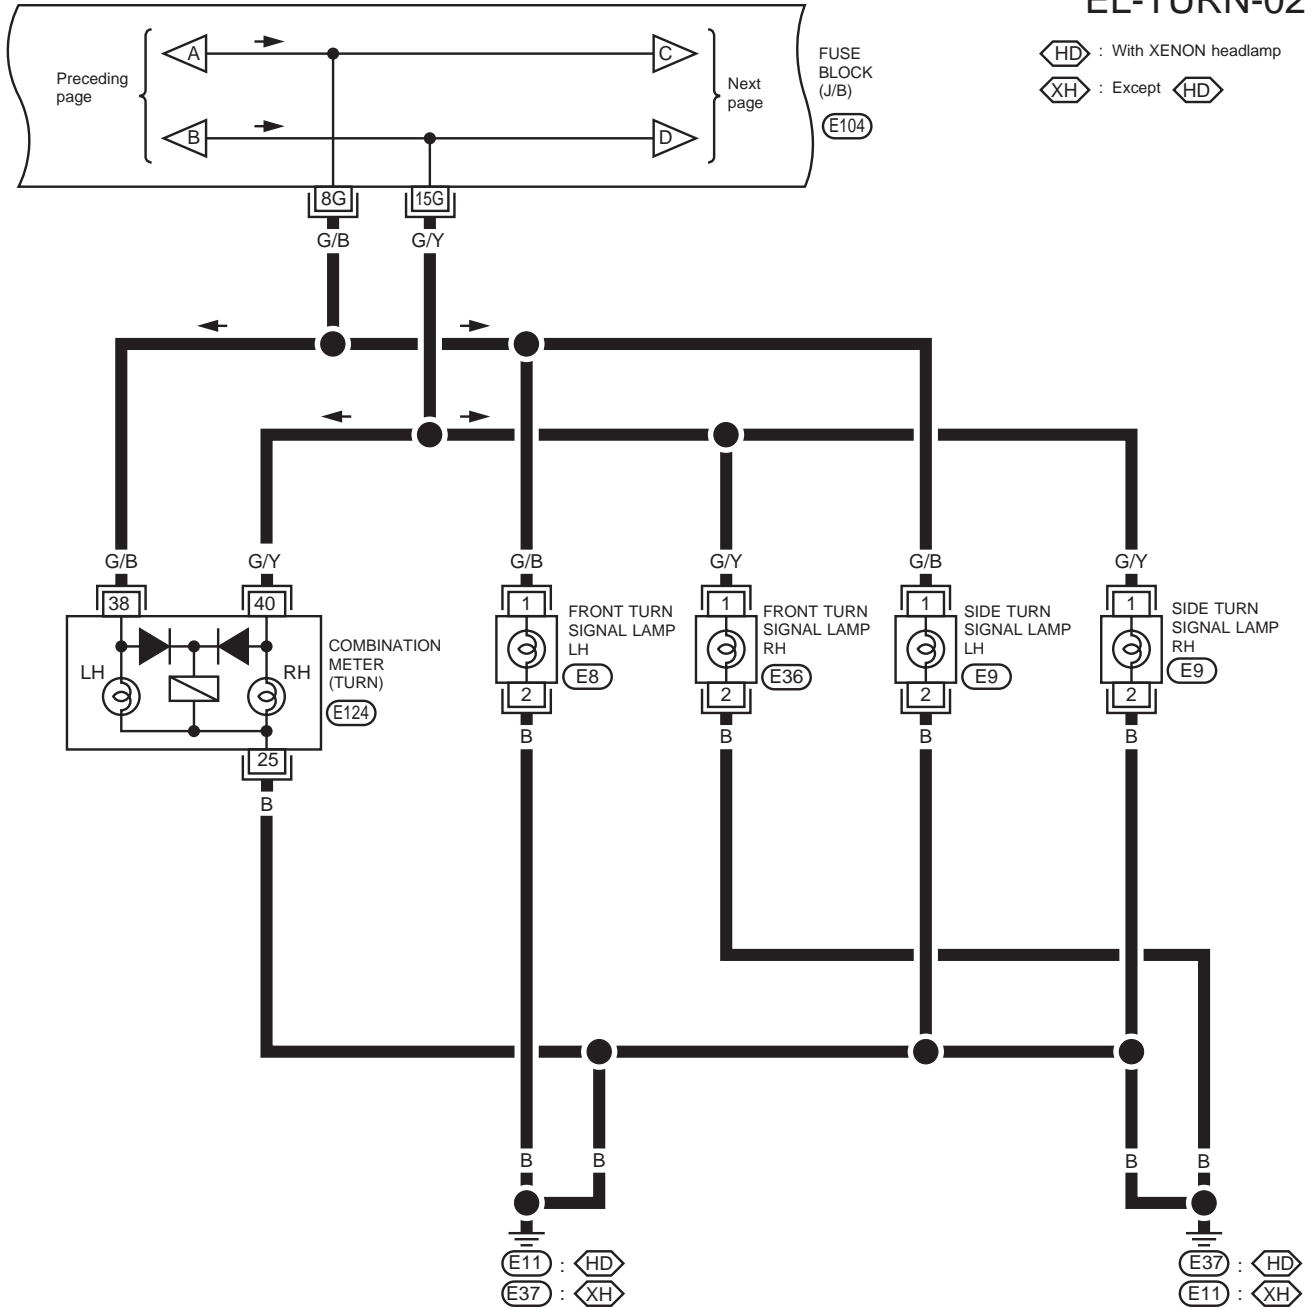 EL-TURN-02
HD : With XENON headlamp
XH : Except HD
Preceding
page
A
B
C
D
Next
page
FUSE
BLOCK
(J/B)
E104
8G
15G
G/B
G/Y
G/B
G/Y
G/B
G/Y
G/B
G/Y
38
40
LH
RH
25
B
COMBINATION
METER
(TURN)
E124
1
2
B
FRONT TURN
SIGNAL LAMP
LH
E8
1
2
B
FRONT TURN
SIGNAL LAMP
RH
E36
1
2
B
SIDE TURN
SIGNAL LAMP
LH
E9
1
2
B
SIDE TURN
SIGNAL LAMP
RH
E9
B
B
B
B
E11 : HD
E37 : XH
E37 : HD
E11 : XH